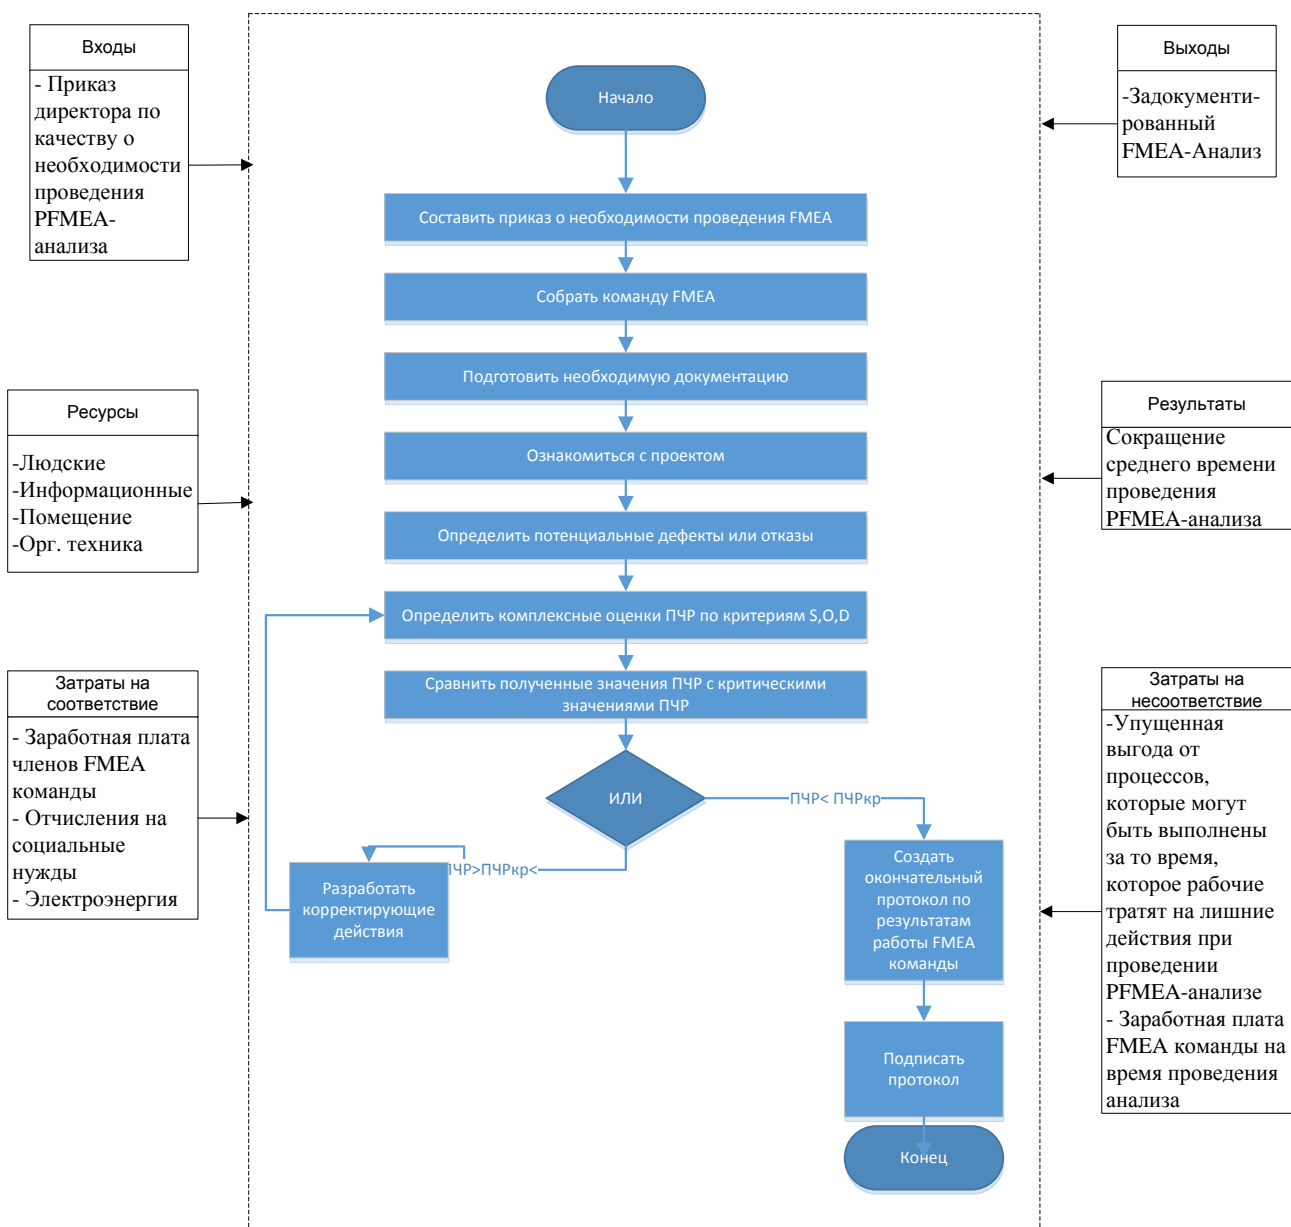 Входы
- Приказ
директора по
качеству о
необходимости
проведения
PFMEA-
анализа
Ресурсы
-Людские
-Информационные
-Помещение
-Орг. техника
Затраты на
соответствие
- Заработная плата
членов FMEA
команды
- Отчисления на
социальные
нужды
- Электроэнергия
Начало
Составить приказ о необходимости проведения FMEA
Собрать команду FMEA
Подготовить необходимую документацию
Ознакомиться с проектом
Определить потенциальные дефекты или отказы
Определить комплексные оценки ПЧР по критериям S,O,D
Сравнить полученные значения ПЧР с критическими
значениями ПЧР
ИЛИ
ПЧР< ПЧРкр
ПЧР>ПЧРкр<
Разработать
корректирующие
действия
Создать
окончательный
протокол по
результатам
работы FMEA
команды
Подписать
протокол
Конец
Выходы
-Задокументи-
рованный
FMEA-Анализ
Результаты
Сокращение
среднего времени
проведения
PFMEA-анализа
Затраты на
несоответствие
-Упущенная
выгода от
процессов,
которые могут
быть выполнены
за то время,
которое рабочие
тратят на лишние
действия при
проведении
PFMEA-анализе
- Заработная плата
FMEA команды на
время проведения
анализа